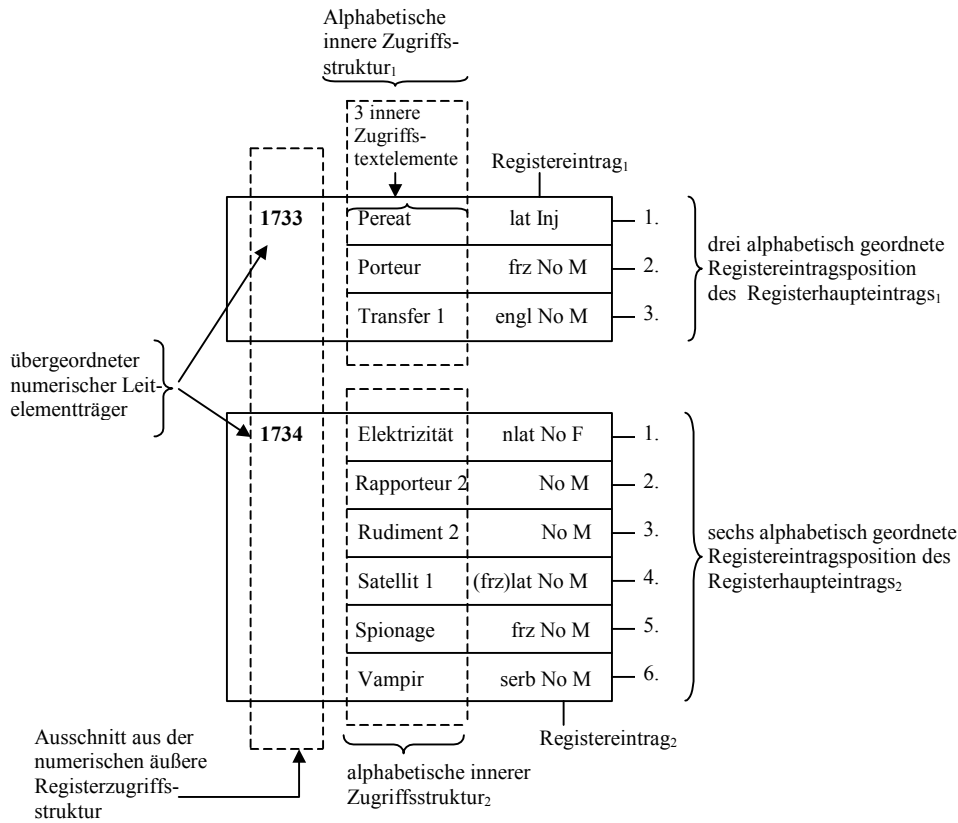 Alphabetische
innere Zugriffs-
struktur₁
3 innere
Zugriffs-
textelemente
Registereintrag₁
1733 Pereat lat Inj 1.
Porteur frz No M 2.
Transfer 1 engl No M 3.
drei alphabetisch geordnete
Registereintragsposition
des Registerhaupteintrags₁
übergeordneter
numerischer Leit-
elementträger
1734 Elektrizität nlat No F 1.
Rapporteur 2 No M 2.
Rudiment 2 No M 3.
Satellit 1 (frz)lat No M 4.
Spionage frz No M 5.
Vampir serb No M 6.
sechs alphabetisch geordnete
Registereintragsposition des
Registerhaupteintrags₂
Registereintrag₂
Ausschnitt aus der
numerischen äußere
Registerzugriffs-
struktur
alphabetische innerer
Zugriffsstruktur₂